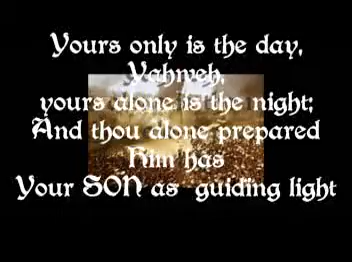 Yours only is the day,
Yahweh,
yours alone is the night;
And thou alone prepared
Him has
Your SON as guiding light